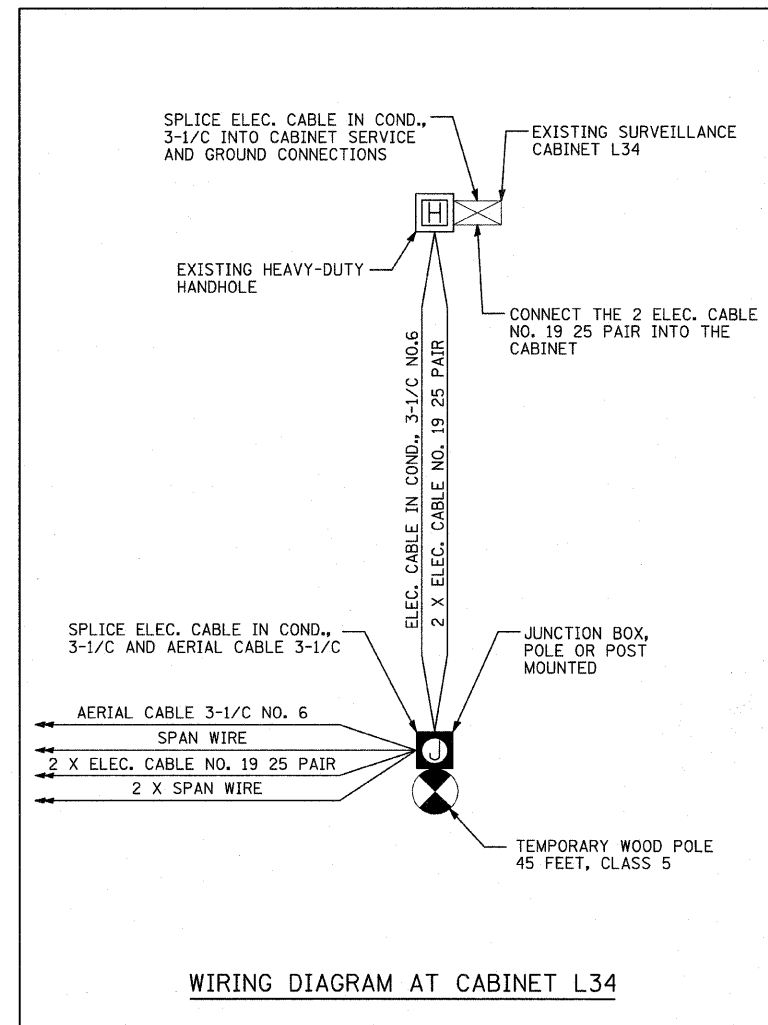 SPLICE ELEC. CABLE IN COND.,
3-1/C INTO CABINET SERVICE
AND GROUND CONNECTIONS
EXISTING SURVEILLANCE
CABINET L34
H
EXISTING HEAVY-DUTY
HANDHOLE
CONNECT THE 2 ELEC. CABLE
NO. 19 25 PAIR INTO THE
CABINET
ELEC. CABLE IN COND., 3-1/C NO.6
2 X ELEC. CABLE NO. 19 25 PAIR
SPLICE ELEC. CABLE IN COND.,
3-1/C AND AERIAL CABLE 3-1/C
JUNCTION BOX,
POLE OR POST
MOUNTED
AERIAL CABLE 3-1/C NO. 6
SPAN WIRE
2 X ELEC. CABLE NO. 19 25 PAIR
2 X SPAN WIRE
J
TEMPORARY WOOD POLE
45 FEET, CLASS 5
WIRING DIAGRAM AT CABINET L34